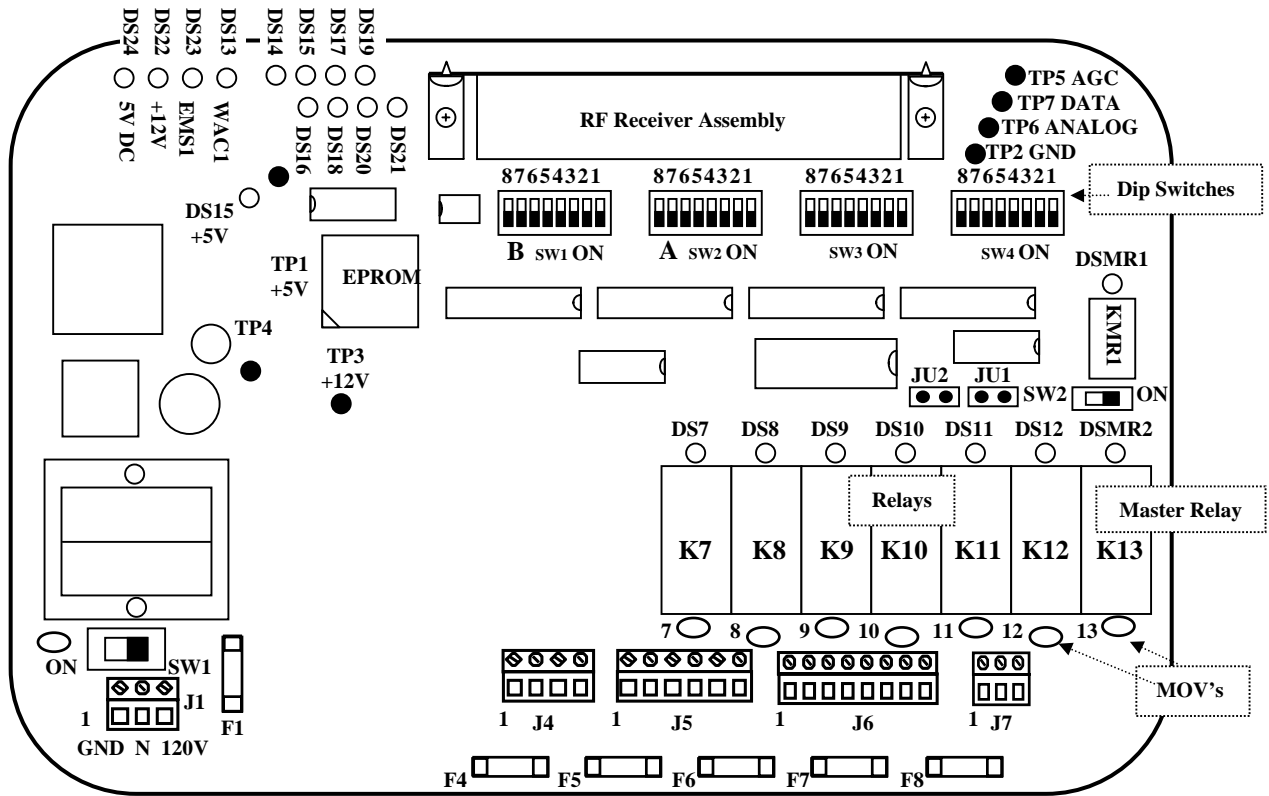 DS24 DS22 DS23 DS13 DS14 DS15 DS17 DS19
5V DC +12V EMS1 WAC1
DS16 DS18 DS20 DS21
RF Receiver Assembly
TP5 AGC
TP7 DATA
TP6 ANALOG
TP2 GND
87654321 87654321 87654321 87654321
Dip Switches
B SW1 ON A SW2 ON SW3 ON SW4 ON
DS15
+5V
TP1
+5V
EPROM
DSMR1
KMR1
TP4
TP3
+12V
JU2 JU1 SW2 ON
DS7 DS8 DS9 DS10 DS11 DS12 DSMR2
Relays
Master Relay
K7 K8 K9 K10 K11 K12 K13
7 8 9 10 11 12 13
ON SW1
J1
1
GND N 120V
F1
1 J4 1 J5 1 J6 1 J7
MOV's
F4 F5 F6 F7 F8